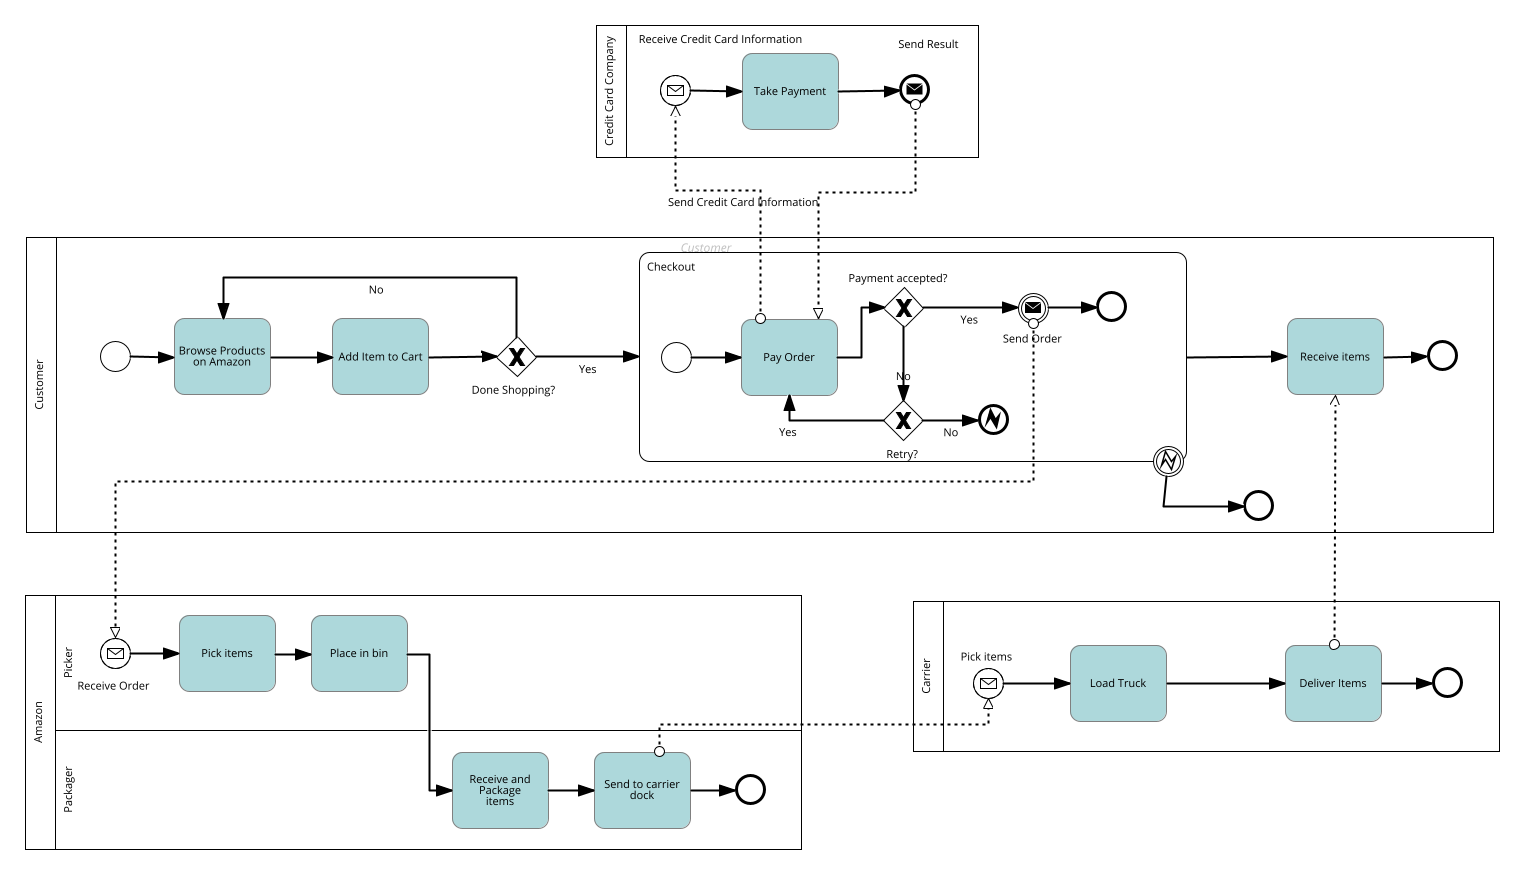 Credit Card Company
Receive Credit Card Information
Send Result
Take Payment
Send Credit Card Information
Customer
Customer
Checkout
No
Browse Products
on Amazon
Add Item to Cart
Done Shopping?
Yes
Pay Order
Payment accepted?
Yes
Send Order
No
Yes
Retry?
No
Receive items
Amazon
Picker
Receive Order
Pick items
Place in bin
Packager
Receive and
Package
items
Send to carrier
dock
Carrier
Pick items
Load Truck
Deliver Items